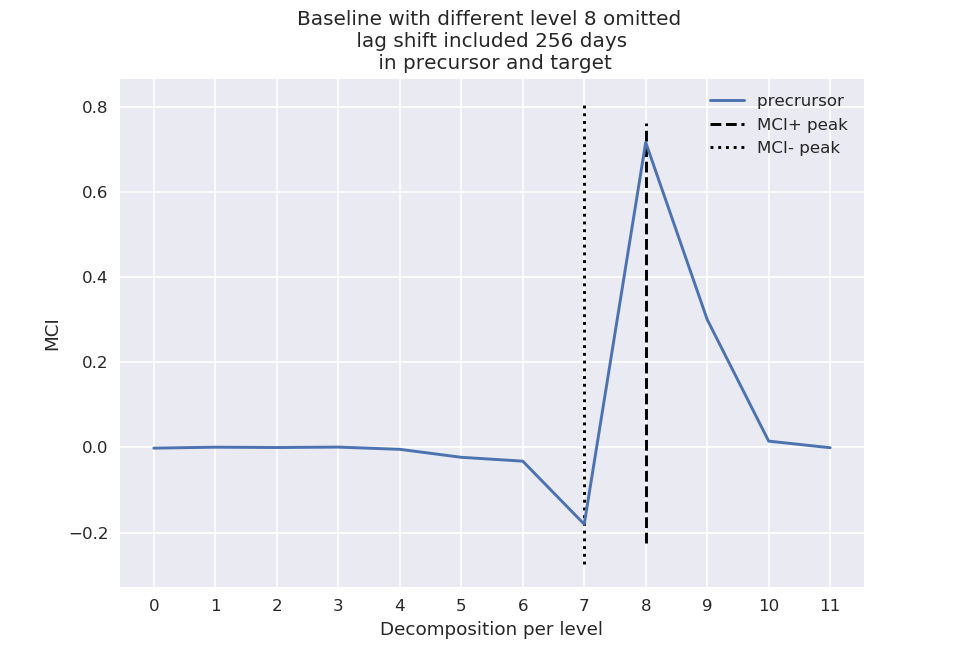 Baseline with different level 8 omitted
lag shift included 256 days
in precursor and target
precrursor
MCI+ peak
MCI- peak
0.8
0.6
0.4
0.2
0.0
−0.2
MCI
0 1 2 3 4 5 6 7 8 9 10 11
Decomposition per level